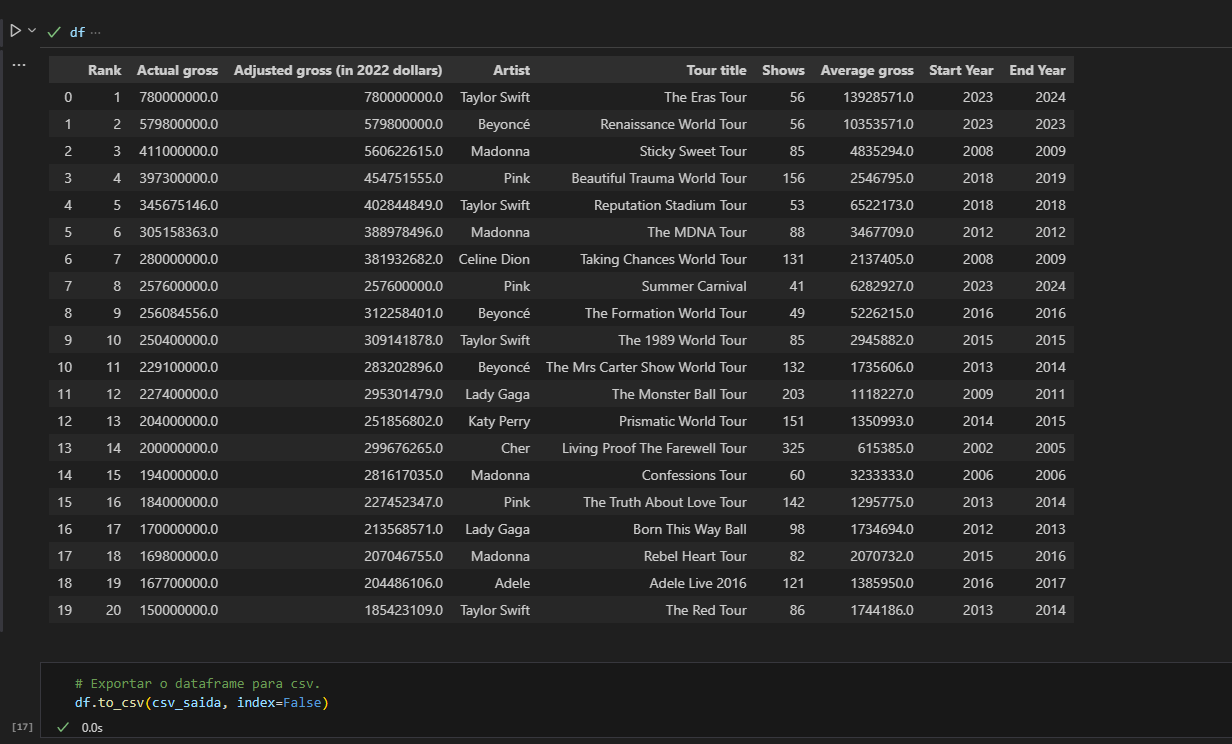 df ...
... Rank Actual gross Adjusted gross (in 2022 dollars) Artist Tour title Shows Average gross Start Year End Year
0 1 780000000.0 780000000.0 Taylor Swift The Eras Tour 56 13928571.0 2023 2024
1 2 579800000.0 579800000.0 Beyoncé Renaissance World Tour 56 10353571.0 2023 2023
2 3 411000000.0 560622615.0 Madonna Sticky Sweet Tour 85 4835294.0 2008 2009
3 4 397300000.0 454751555.0 Pink Beautiful Trauma World Tour 156 2546795.0 2018 2019
4 5 345675146.0 402844849.0 Taylor Swift Reputation Stadium Tour 53 6522173.0 2018 2018
5 6 305158363.0 388978496.0 Madonna The MDNA Tour 88 3467709.0 2012 2012
6 7 280000000.0 381932682.0 Celine Dion Taking Chances World Tour 131 2137405.0 2008 2009
7 8 257600000.0 257600000.0 Pink Summer Carnival 41 6282927.0 2023 2024
8 9 256084556.0 312258401.0 Beyoncé The Formation World Tour 49 5226215.0 2016 2016
9 10 250400000.0 309141878.0 Taylor Swift The 1989 World Tour 85 2945882.0 2015 2015
10 11 229100000.0 283202896.0 Beyoncé The Mrs Carter Show World Tour 132 1735606.0 2013 2014
11 12 227400000.0 295301479.0 Lady Gaga The Monster Ball Tour 203 1118227.0 2009 2011
12 13 204000000.0 251856802.0 Katy Perry Prismatic World Tour 151 1350993.0 2014 2015
13 14 200000000.0 299676265.0 Cher Living Proof The Farewell Tour 325 615385.0 2002 2005
14 15 194000000.0 281617035.0 Madonna Confessions Tour 60 3233333.0 2006 2006
15 16 184000000.0 227452347.0 Pink The Truth About Love Tour 142 1295775.0 2013 2014
16 17 170000000.0 213568571.0 Lady Gaga Born This Way Ball 98 1734694.0 2012 2013
17 18 169800000.0 207046755.0 Madonna Rebel Heart Tour 82 2070732.0 2015 2016
18 19 167700000.0 204486106.0 Adele Adele Live 2016 121 1385950.0 2016 2017
19 20 150000000.0 185423109.0 Taylor Swift The Red Tour 86 1744186.0 2013 2014
# Exportar o dataframe para csv.
df.to_csv(csv_saida, index=False)
[17] 0.0s